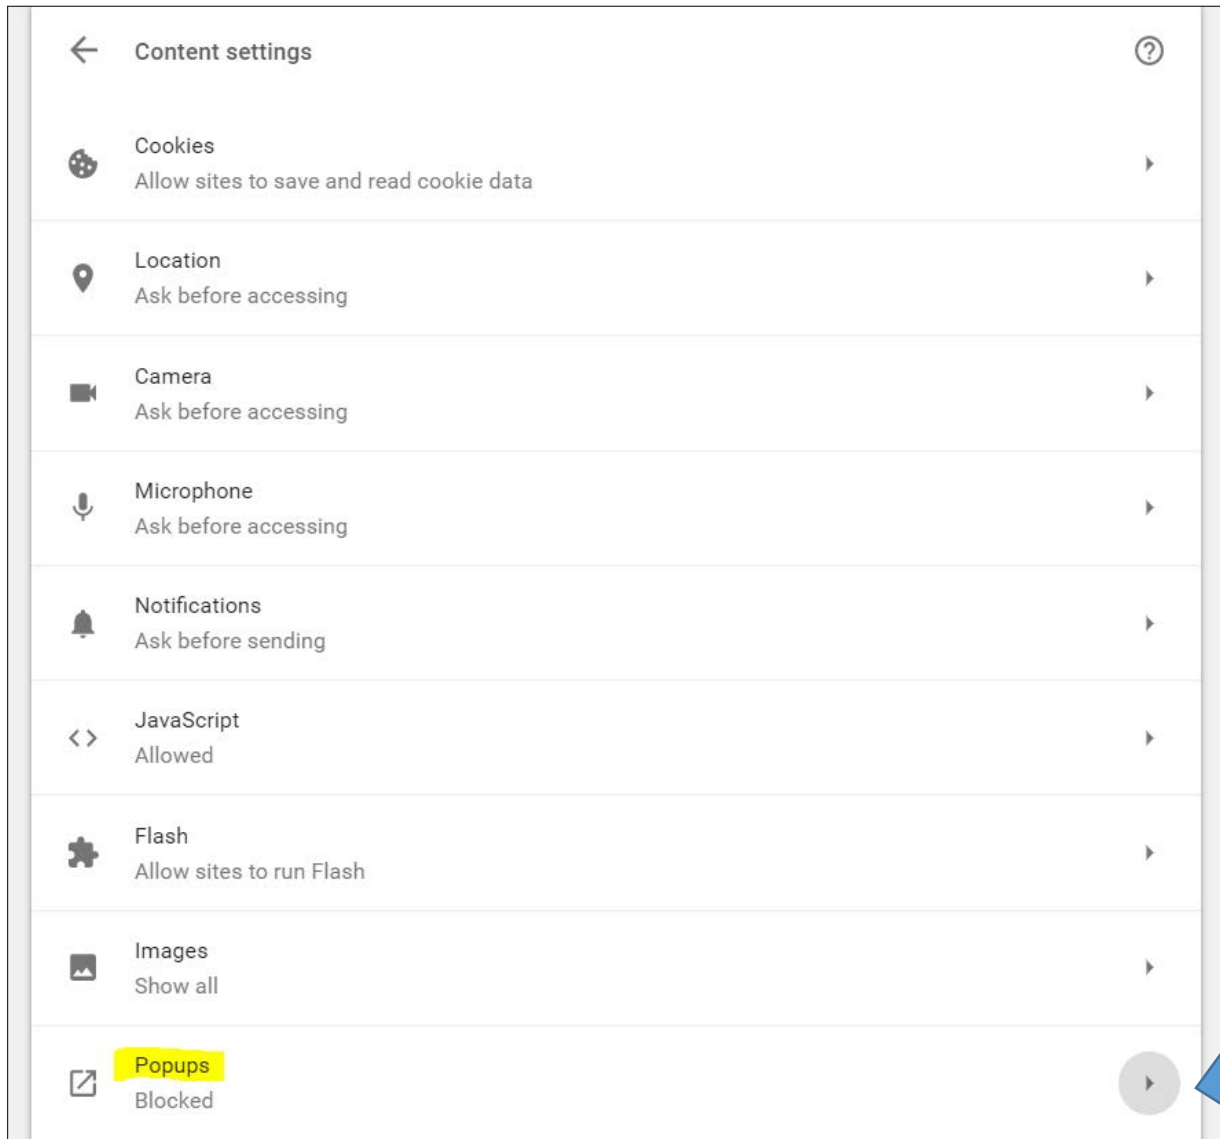 Content settings
Cookies
Allow sites to save and read cookie data
Location
Ask before accessing
Camera
Ask before accessing
Microphone
Ask before accessing
Notifications
Ask before sending
JavaScript
Allowed
Flash
Allow sites to run Flash
Images
Show all
Popups
Blocked